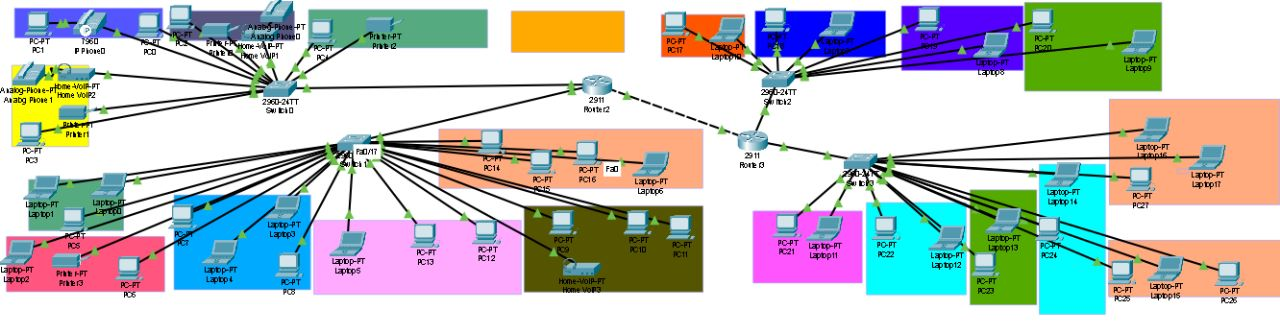 PC-PT
PC1
7960
IP Phone0
PC-PT
PC0
PC-PT
Analog-Phone-PT
Home-VoIP-PT
Home VoIP1
PC-PT
Printer-PT
Printer2
Analog-Phone-PT
Analog Phone1
Home-VoIP-PT
Home VoIP2
Printer-PT
Printer1
PC-PT
PC3
2960-24TT
Switch0
2911
Router2
2911
Router3
PC-PT
PC17
Laptop-PT
2960-24TT
Switch2
PC-PT
PC19
Laptop-PT
Laptop8
PC-PT
PC20
Laptop-PT
Laptop9
Fa0/17
Switch1
PC-PT
PC14
PC-PT
PC15
PC-PT
PC16
Fa0
Laptop-PT
Laptop6
2960-24TT
Switch3
Laptop-PT
Laptop16
Laptop-PT
Laptop17
PC-PT
PC27
Laptop-PT
Laptop14
Laptop-PT
Laptop1
Laptop-PT
Laptop0
PC-PT
PC5
Laptop-PT
Laptop2
Printer-PT
Printer3
PC-PT
PC6
PC-PT
PC7
Laptop-PT
Laptop3
Laptop-PT
Laptop4
PC-PT
PC8
Laptop-PT
Laptop5
PC-PT
PC13
PC-PT
PC12
PC-PT
PC9
PC-PT
PC10
PC-PT
PC11
Home-VoIP-PT
Home VoIP3
PC-PT
PC21
Laptop-PT
Laptop11
PC-PT
PC22
Laptop-PT
Laptop12
Laptop-PT
Laptop13
PC-PT
PC23
PC-PT
PC24
PC-PT
PC25
Laptop-PT
Laptop15
PC-PT
PC26